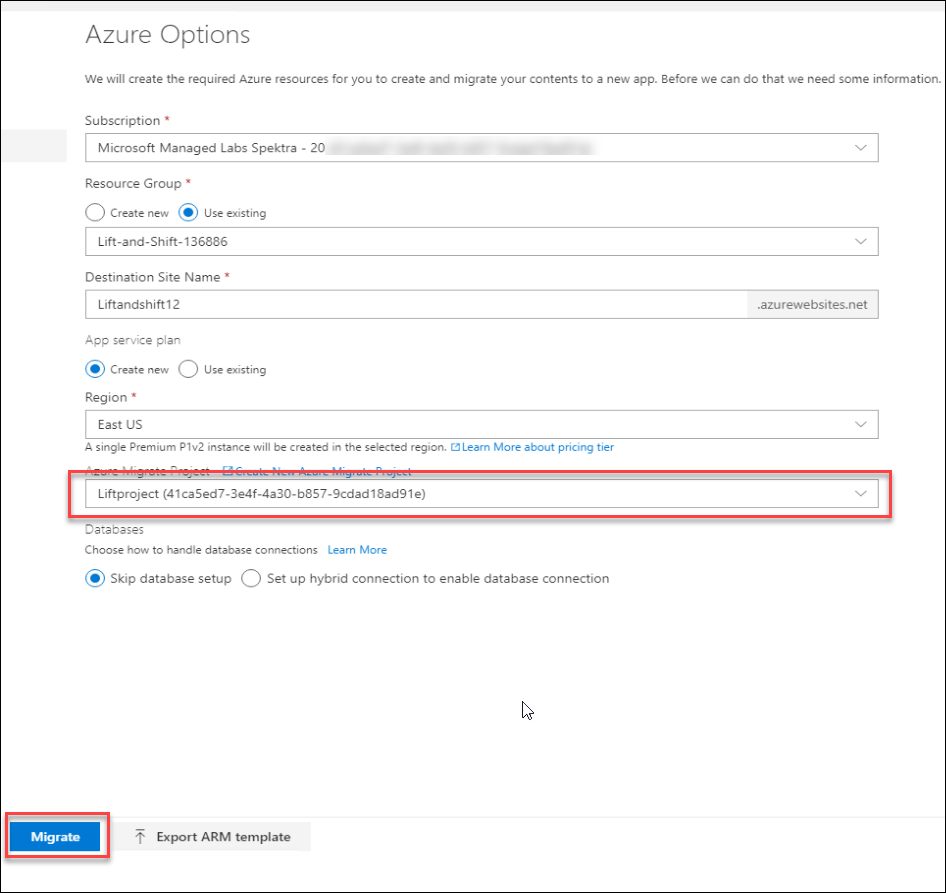 Azure Options
We will create the required Azure resources for you to create and migrate your contents to a new app. Before we can do that we need some information.
Subscription *
Microsoft Managed Labs Spektra - 20
Resource Group *
Create new Use existing
Lift-and-Shift-136886
Destination Site Name *
Liftandshift12 .azurewebsites.net
App service plan
Create new Use existing
Region *
East US
A single Premium P1v2 instance will be created in the selected region. Learn More about pricing tier
Azure Migrate Project Create New Azure Migrate Project
Liftproject (41ca5ed7-3e4f-4a30-b857-9cdad18ad91e)
Databases
Choose how to handle database connections Learn More
Skip database setup Set up hybrid connection to enable database connection
Migrate Export ARM template